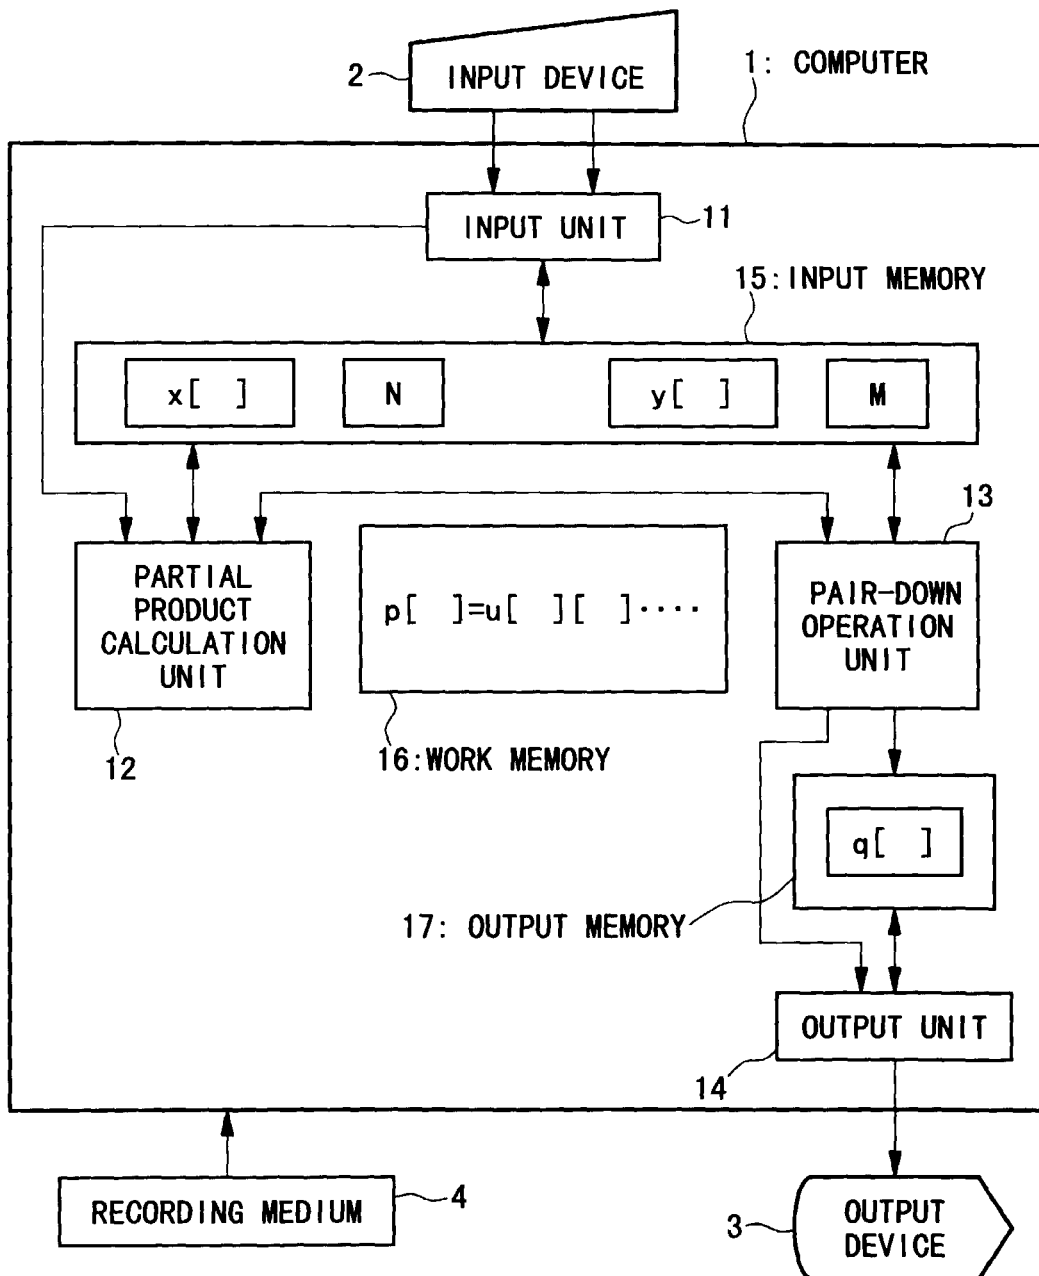 2
INPUT DEVICE
1: COMPUTER
INPUT UNIT
11
15:INPUT MEMORY
x[ ]
N
y[ ]
M
13
PARTIAL
PRODUCT
CALCULATION
UNIT
p[ ]=u[ ][ ]····
PAIR-DOWN
OPERATION
UNIT
12
16:WORK MEMORY
q[ ]
17: OUTPUT MEMORY
OUTPUT UNIT
14
RECORDING MEDIUM
4
3
OUTPUT
DEVICE